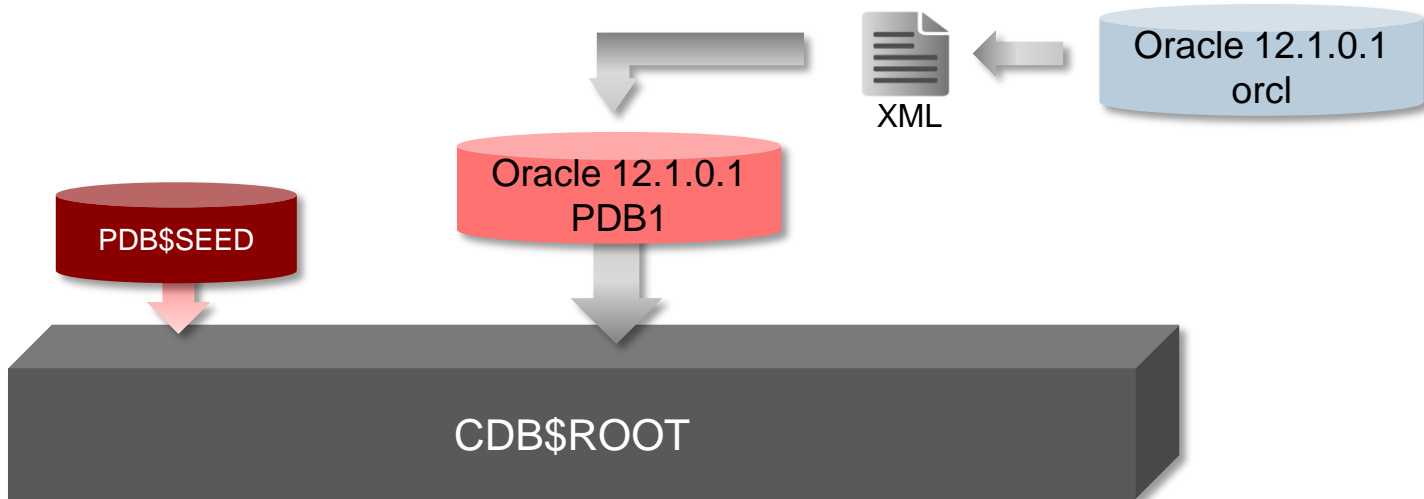 Oracle 12.1.0.1
orcl
XML
Oracle 12.1.0.1
PDB1
PDB$SEED
CDB$ROOT